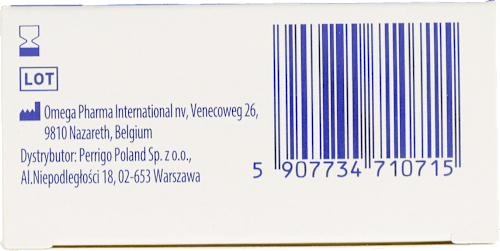 LOT
Omega Pharma International nv, Venecoweg 26,
9810 Nazareth, Belgium
Dystrybutor: Perrigo Poland Sp. z o.o.,
Al.Niepodległości 18, 02-653 Warszawa
5 907734 710715